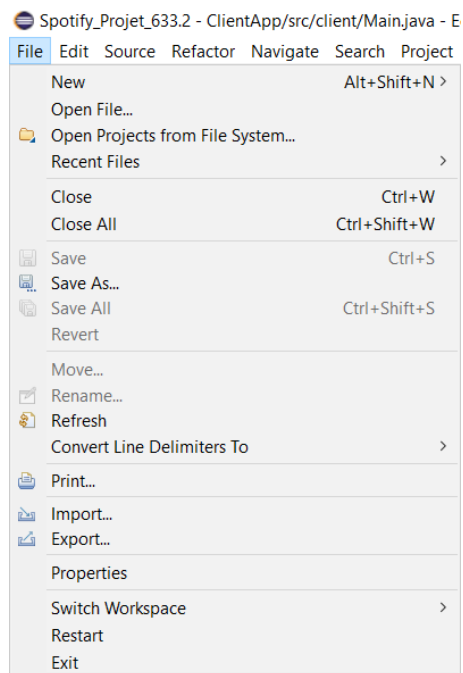 Spotify_Projet_633.2 - ClientApp/src/client/Main.java - E
File Edit Source Refactor Navigate Search Project
New Alt+Shift+N >
Open File...
Open Projects from File System...
Recent Files >
Close Ctrl+W
Close All Ctrl+Shift+W
Save Ctrl+S
Save As...
Save All Ctrl+Shift+S
Revert
Move...
Rename...
Refresh
Convert Line Delimiters To >
Print...
Import...
Export...
Properties
Switch Workspace >
Restart
Exit